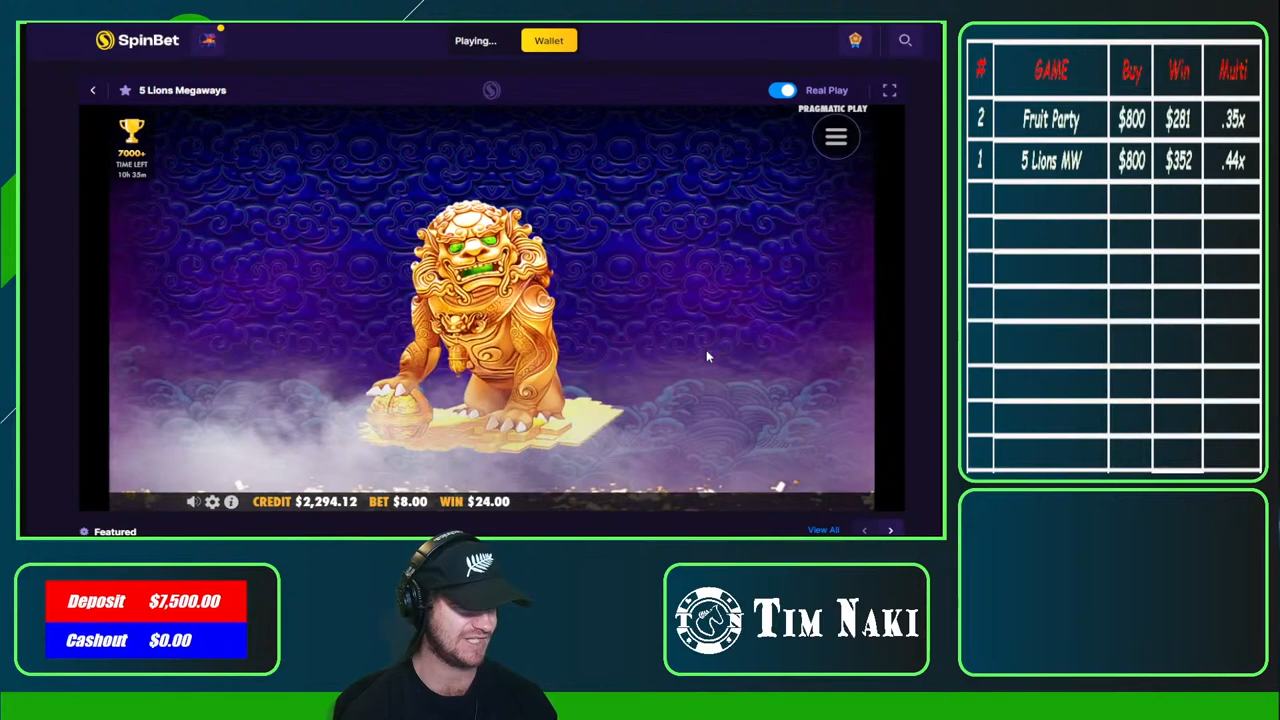 SpinBet
Playing...
Wallet
5 Lions Megaways
Real Play
PRAGMATIC PLAY
7000+
TIME LEFT
10h 35m
CREDIT $2,294.12 BET $8.00 WIN $24.00
Featured
View All
# GAME Buy Win Multi
2 Fruit Party $800 $281 .35x
1 5 Lions MW $800 $352 .44x
Deposit $7,500.00
Cashout $0.00
TIM NAKI